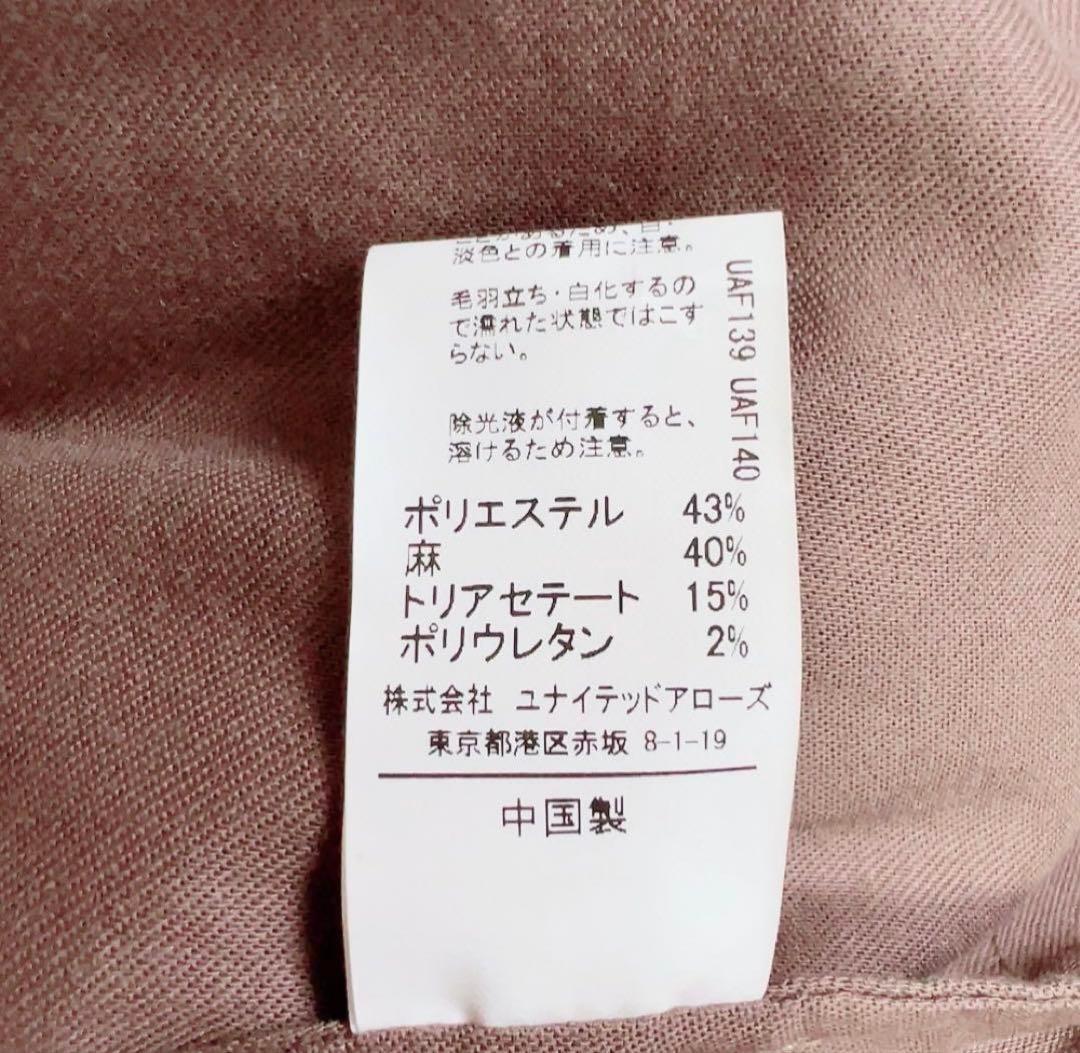 淡色との着用に注意。
毛羽立ち・白化するの
で濡れた状態ではこす
らない。
除光液が付着すると、
溶けるため注意。
UAF139 UAF140
ポリエステル 43%
麻 40%
トリアセテート 15%
ポリウレタン 2%
株式会社 ユナイテッドアローズ
東京都港区赤坂 8-1-19
中国製